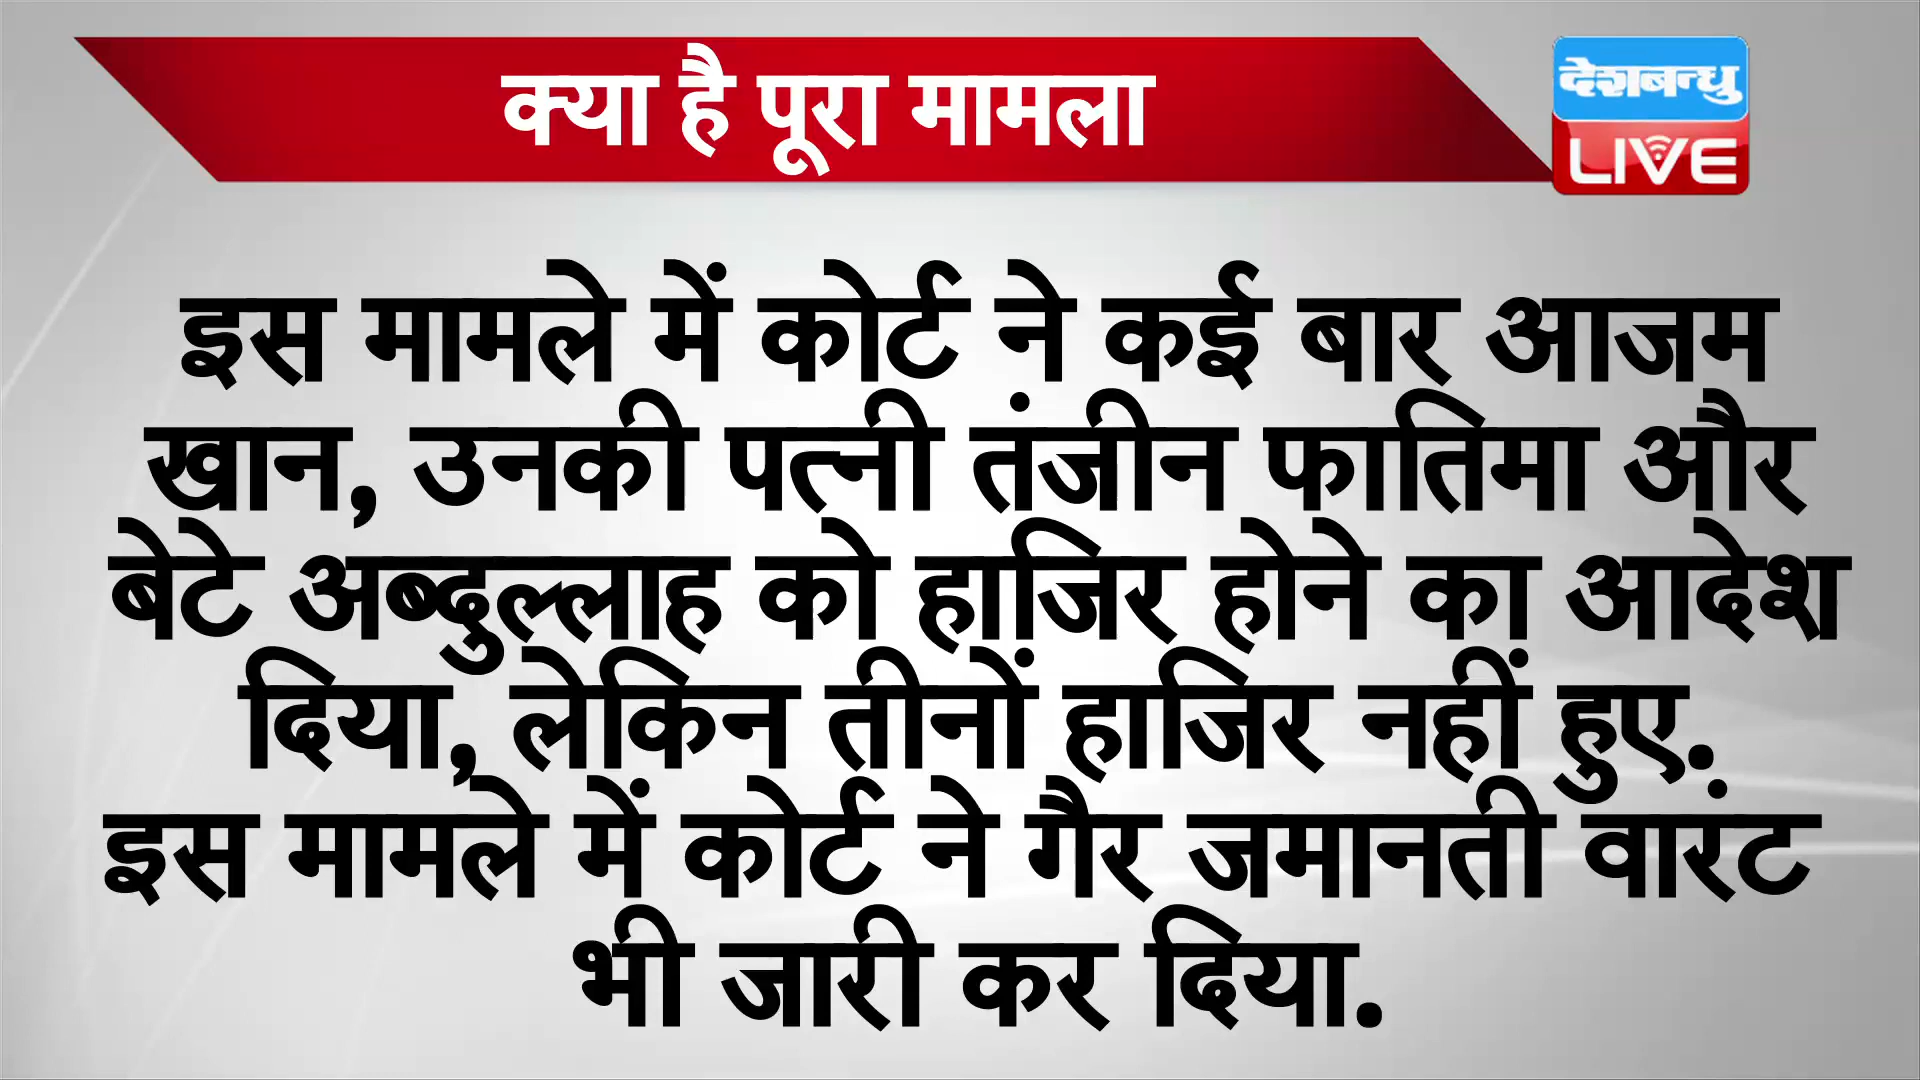 क्या है पूरा मामला
देशबन्धु
LIVE
इस मामले में कोर्ट ने कई बार आजम
खान, उनकी पत्नी तंजीन फातिमा और
बेटे अब्दुल्लाह को हाजिर होने का आदेश
दिया, लेकिन तीनों हाजिर नहीं हुए.
इस मामले में कोर्ट ने गैर जमानती वारंट
भी जारी कर दिया.